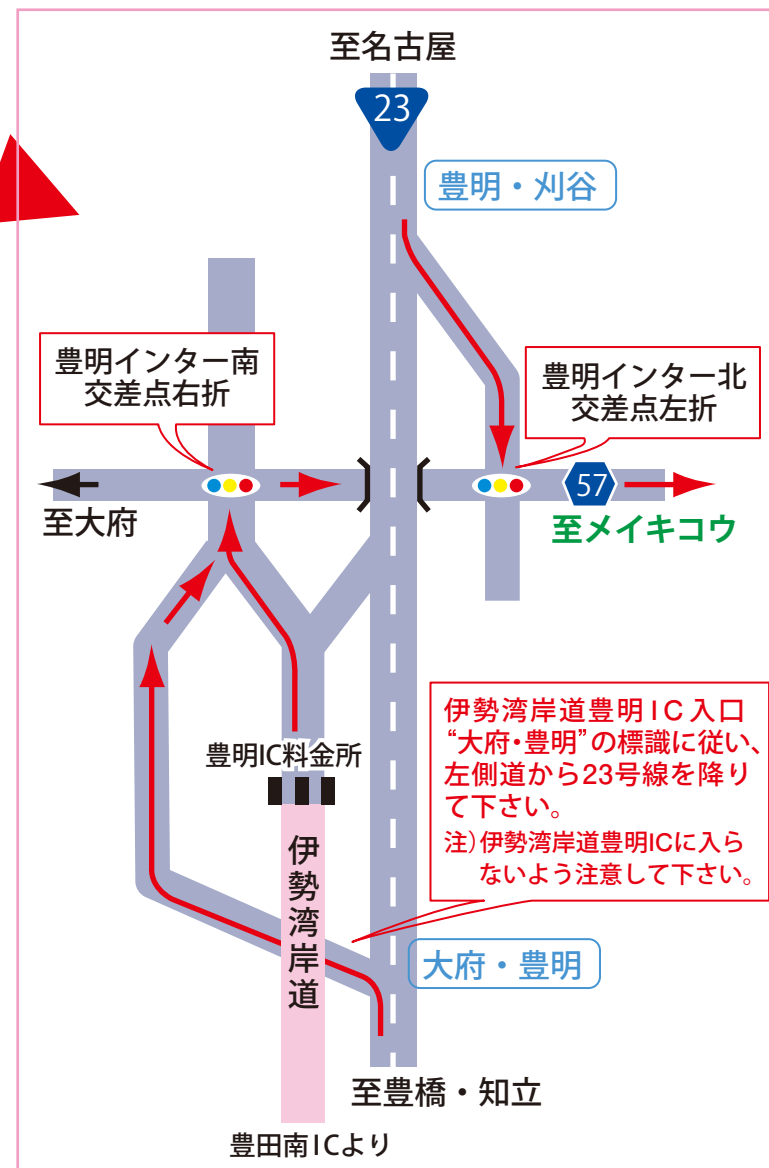 至名古屋
23
豊明・刈谷
豊明インター南
交差点右折
豊明インター北
交差点左折
57
至大府
至メイキコウ
伊勢湾岸道豊明IC入口
“大府・豊明”の標識に従い、
左側道から23号線を降り
て下さい。
注)伊勢湾岸道豊明ICに入ら
ないよう注意して下さい。
豊明IC料金所
伊勢湾岸道
大府・豊明
至豊橋・知立
豊田南ICより